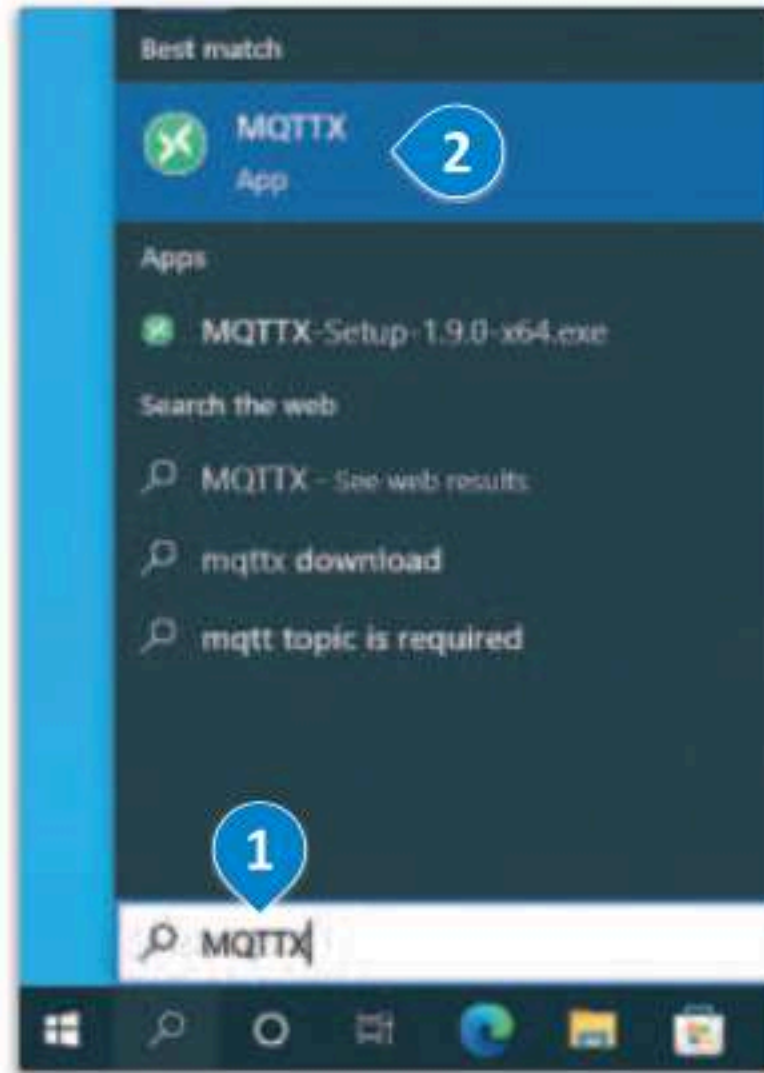 Best match
MQTTX
App
2
Apps
MQTTX-Setup-1.9.0-x64.exe
Search the web
MQTTX - See web results
mqttx download
mqtt topic is required
1
MQTTX